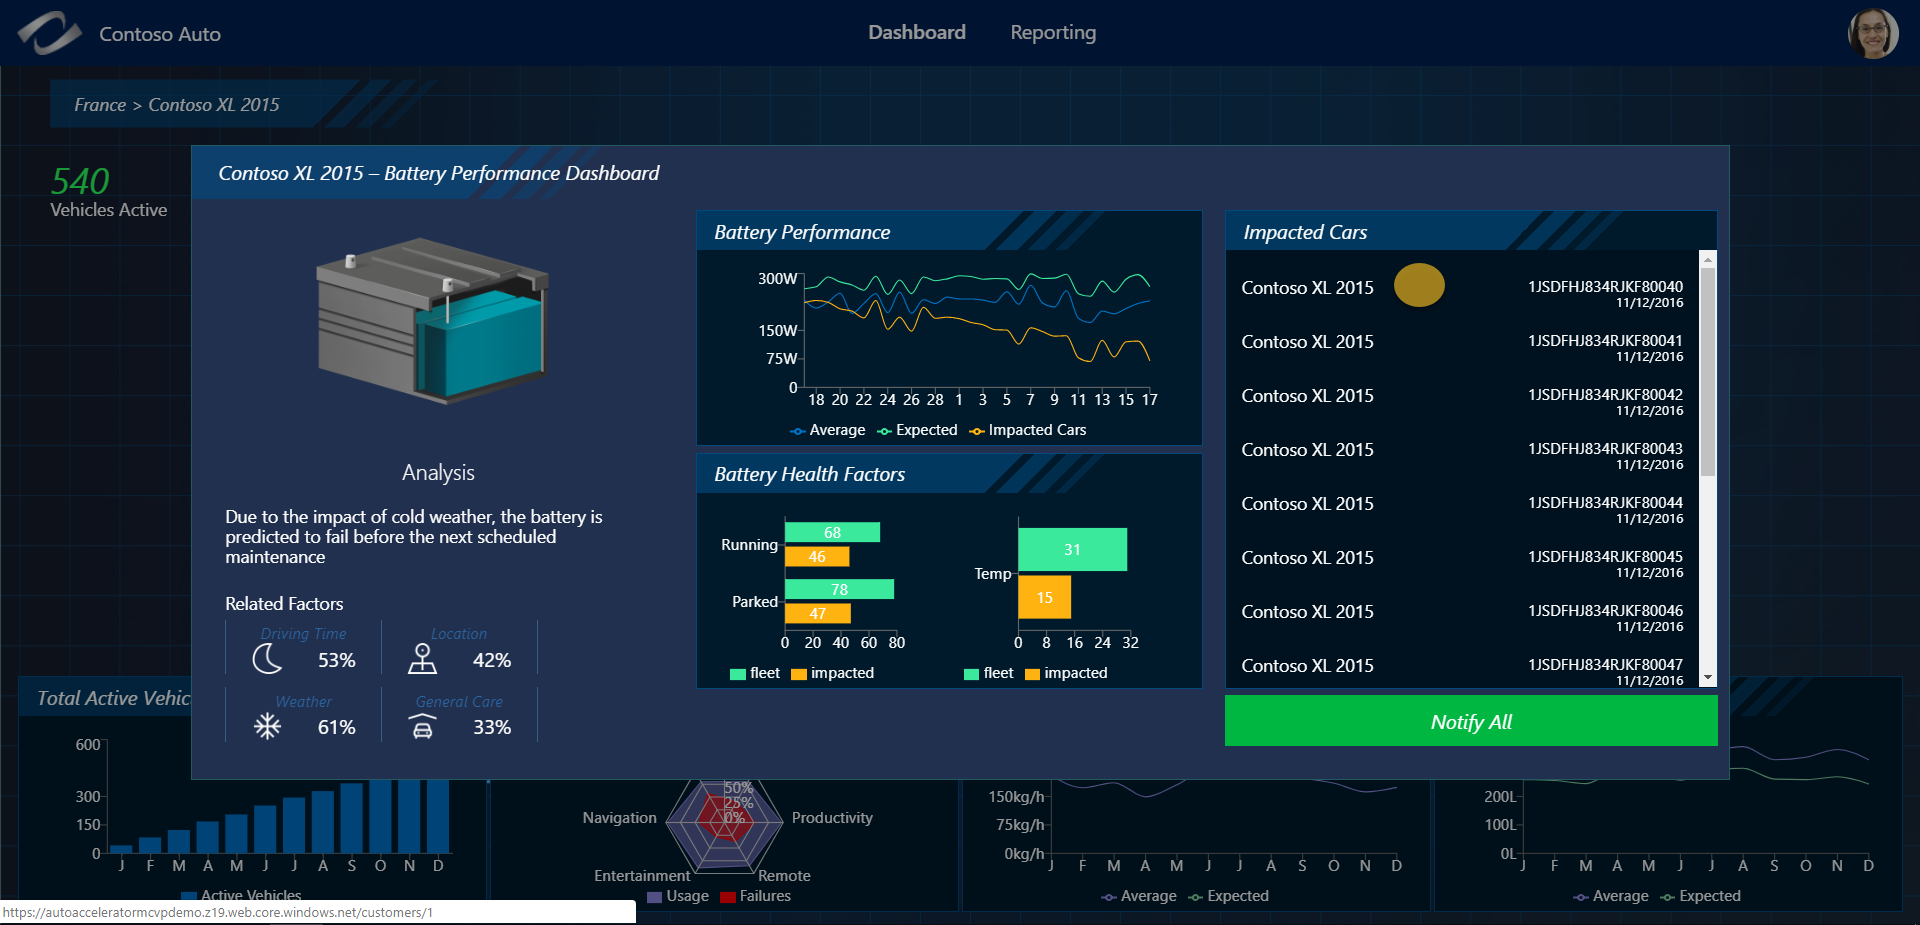 Contoso Auto
Dashboard
Reporting
France > Contoso XL 2015
540
Vehicles Active
Contoso XL 2015 – Battery Performance Dashboard
Analysis
Due to the impact of cold weather, the battery is
predicted to fail before the next scheduled
maintenance
Related Factors
Driving Time
53%
Location
42%
Weather
61%
General Care
33%
Battery Performance
300W
150W
75W
0
18 20 22 24 26 28 1 3 5 7 9 11 13 15 17
Average Expected Impacted Cars
Battery Health Factors
Running
68
46
Parked
78
47
0 20 40 60 80
fleet impacted
Temp
31
15
0 8 16 24 32
fleet impacted
Impacted Cars
Contoso XL 2015 1JSDFHJ834RJKF80040
11/12/2016
Contoso XL 2015 1JSDFHJ834RJKF80041
11/12/2016
Contoso XL 2015 1JSDFHJ834RJKF80042
11/12/2016
Contoso XL 2015 1JSDFHJ834RJKF80043
11/12/2016
Contoso XL 2015 1JSDFHJ834RJKF80044
11/12/2016
Contoso XL 2015 1JSDFHJ834RJKF80045
11/12/2016
Contoso XL 2015 1JSDFHJ834RJKF80046
11/12/2016
Contoso XL 2015 1JSDFHJ834RJKF80047
11/12/2016
Notify All
Total Active Vehic
600
300
150
0
J F M A M J J A S O N D
Active Vehicles
50%
25%
0%
Navigation
Productivity
Entertainment
Remote
Usage Failures
150kg/h
75kg/h
0kg/h
J F M A M J J A S O N D
Average Expected
200L
100L
0L
J F M A M J J A S O N D
Average Expected
https://autoacceleratormcvpdemo.z19.web.core.windows.net/customers/1